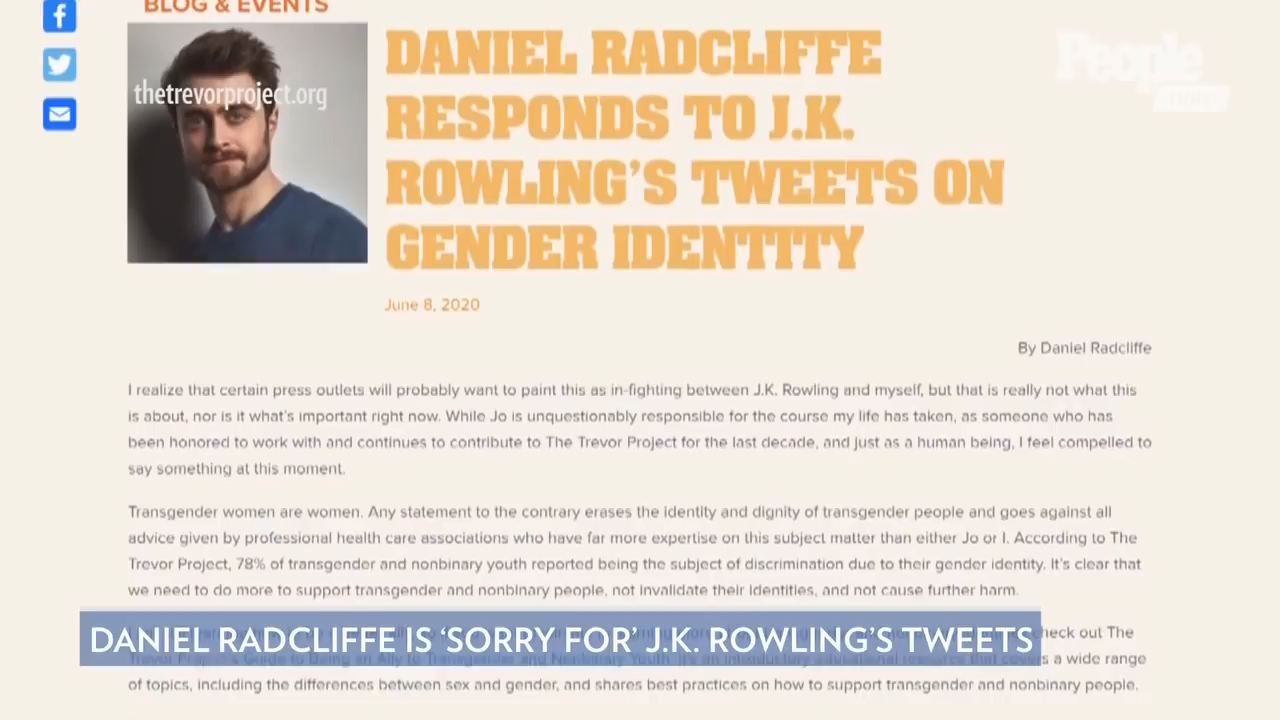 BLOG & EVENTS
thetrevorproject.org
People
DANIEL RADCLIFFE
RESPONDS TO J.K.
ROWLING'S TWEETS ON
GENDER IDENTITY
June 8, 2020
By Daniel Radcliffe
I realize that certain press outlets will probably want to paint this as in-fighting between J.K. Rowling and myself, but that is really not what this
is about, nor is it what's important right now. While Jo is unquestionably responsible for the course my life has taken, as someone who has
been honored to work with and continues to contribute to The Trevor Project for the last decade, and just as a human being, I feel compelled to
say something at this moment.
Transgender women are women. Any statement to the contrary erases the identity and dignity of transgender people and goes against all
advice given by professional health care associations who have far more expertise on this subject matter than either Jo or I. According to The
Trevor Project, 78% of transgender and nonbinary youth reported being the subject of discrimination due to their gender identity. It's clear that
we need to do more to support transgender and nonbinary people, not invalidate their identities, and not cause further harm.
check out The
DANIEL RADCLIFFE IS ‘SORRY FOR’ J.K. ROWLING’S TWEETS
a wide range
of topics, including the differences between sex and gender, and shares best practices on how to support transgender and nonbinary people.